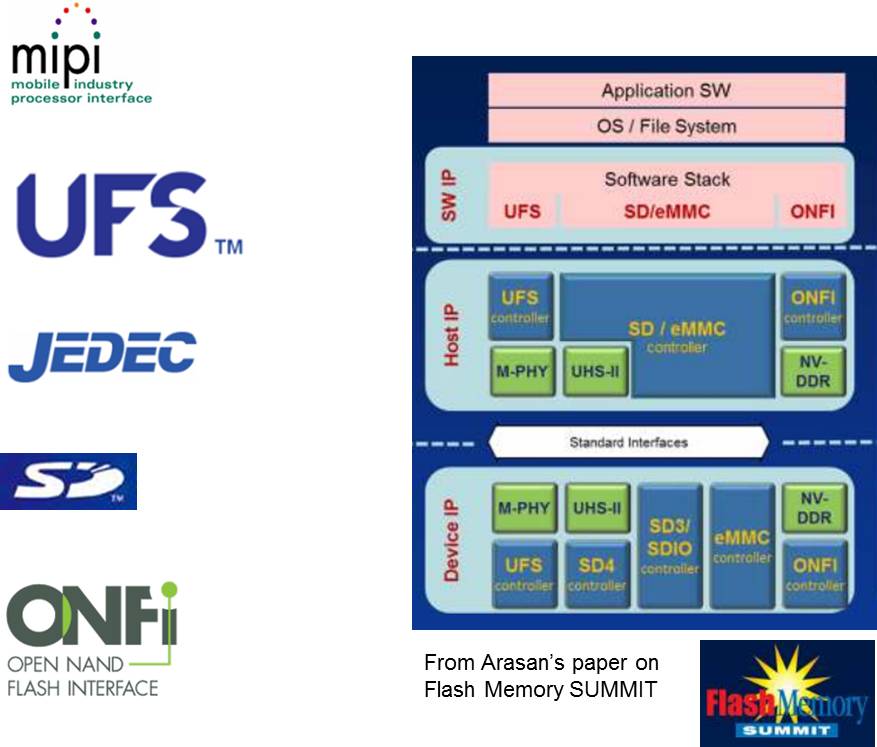 mipi
mobile industry
processor interface
UFS TM
JEDEC
SD TM
ONFi
OPEN NAND
FLASH INTERFACE
Application SW
OS / File System
SW IP
Software Stack
UFS SD/eMMC ONFI
Host IP
UFS
controller
SD / eMMC
controller
ONFI
controller
M-PHY
UHS-II
NV-
DDR
Standard Interfaces
Device IP
M-PHY
UHS-II
SD3/
SDIO
controller
eMMC
controller
NV-
DDR
UFS
controller
SD4
controller
ONFI
controller
From Arasan’s paper on
Flash Memory SUMMIT
FlashMemory
SUMMIT